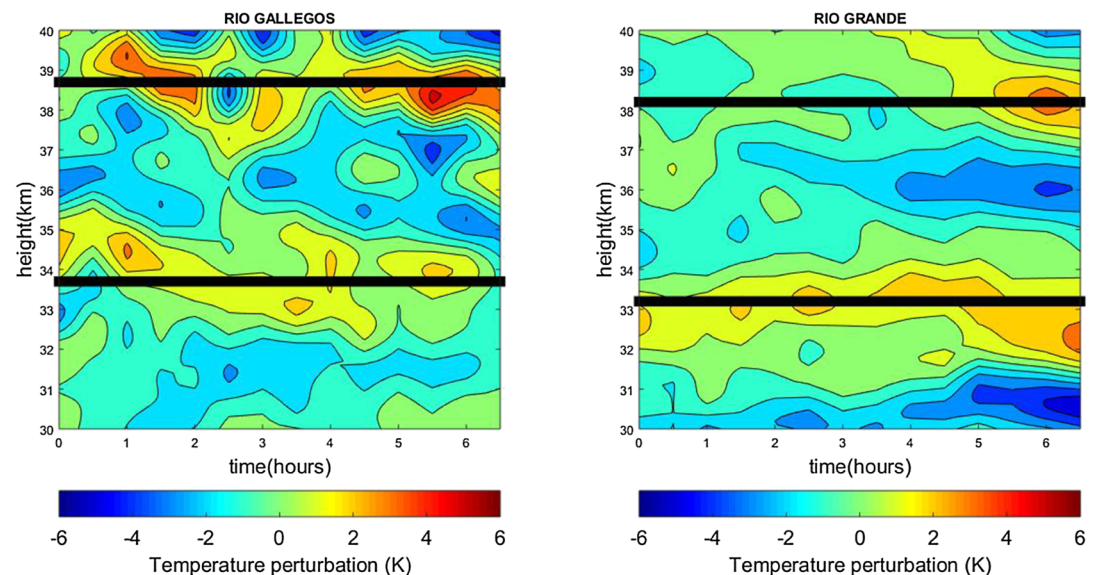 RIO GALLEGOS
height(km)
40
39
38
37
36
35
34
33
32
31
30
0 1 2 3 4 5 6
time(hours)
-6 -4 -2 0 2 4 6
Temperature perturbation (K)
RIO GRANDE
height(km)
40
39
38
37
36
35
34
33
32
31
30
0 1 2 3 4 5 6
time(hours)
-6 -4 -2 0 2 4 6
Temperature perturbation (K)